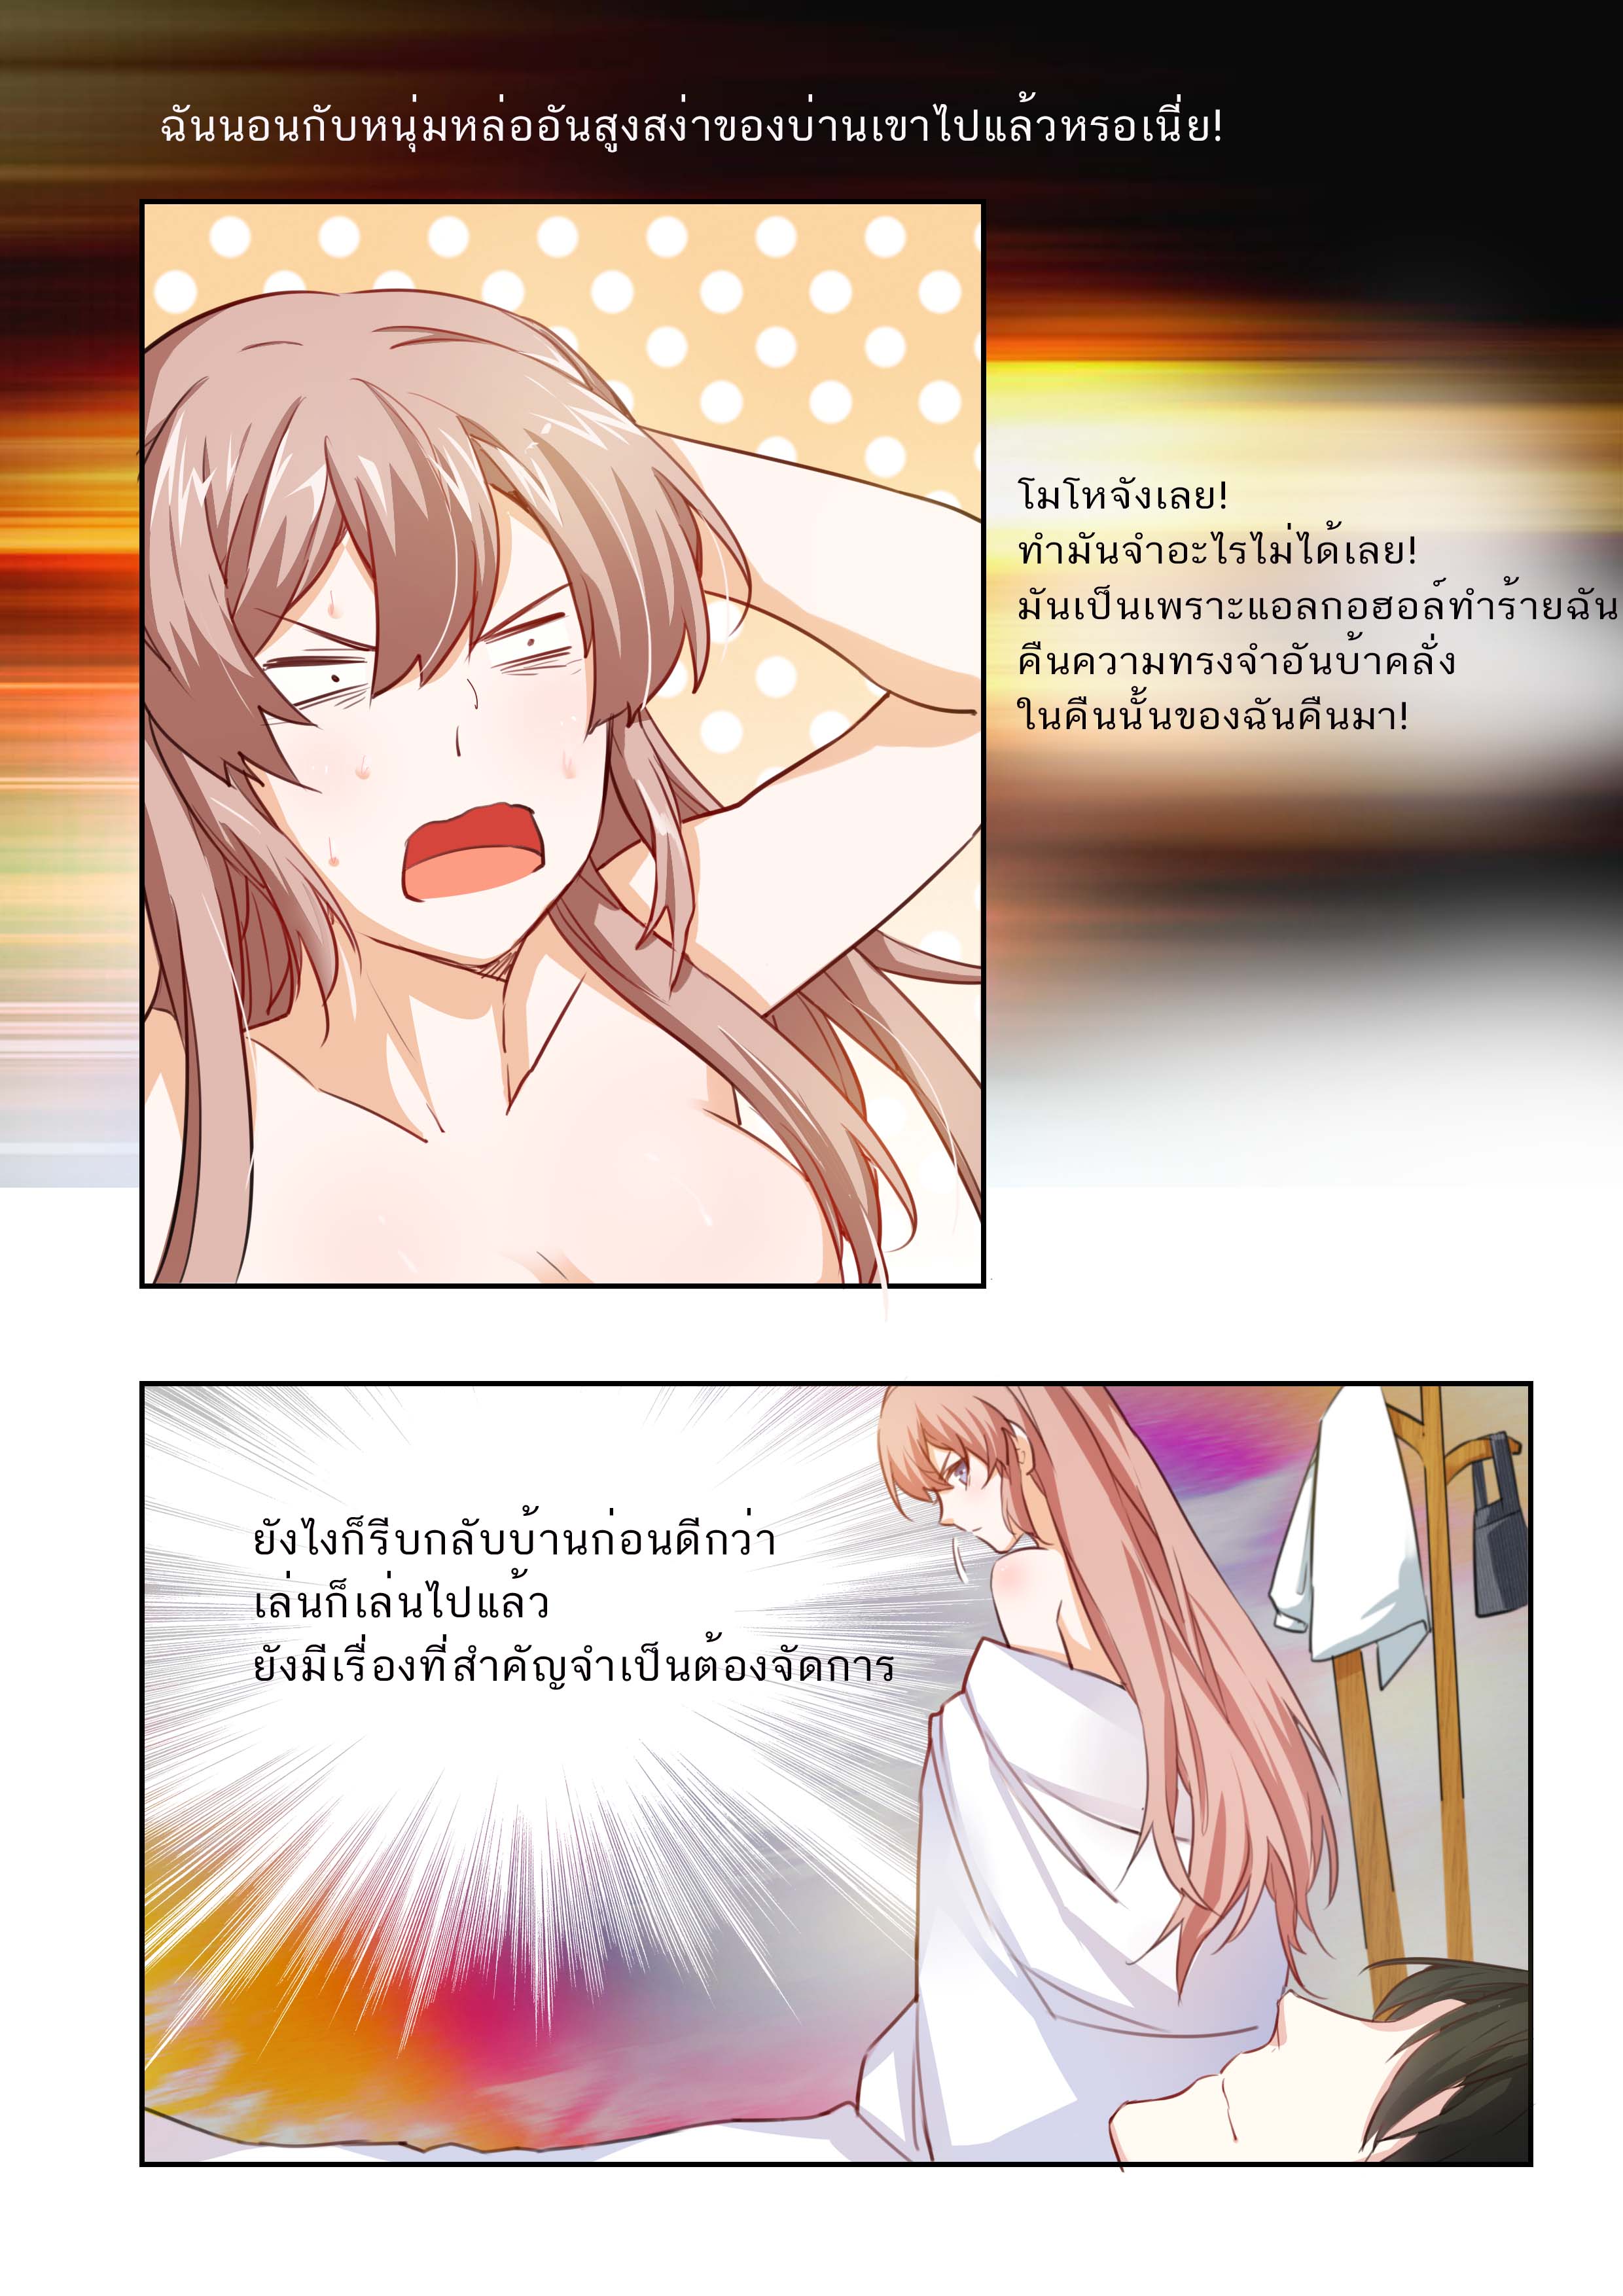 ฉันนอนกับหนุ่มหล่ออันสูงสง่าของบ่านเขาไปแล้วหรอเนี่ย!
โมโหจังเลย!
ทำมันจำอะไรไม่ได้เลย!
มันเป็นเพราะแอลกอฮอล์ทำร้ายฉัน
คืนความทรงจำอันบ้าคลั่ง
ในคืนนั้นของฉันคืนมา!
ยังไงก็รีบกลับบ้านก่อนดีกว่า
เล่นก็เล่นไปแล้ว
ยังมีเรื่องที่สำคัญจำเป็นต้องจัดการ